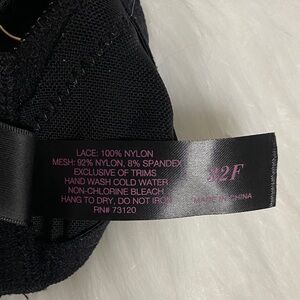 LACE: 100% NYLON
MESH: 92% NYLON, 8% SPANDEX
EXCLUSIVE OF TRIMS
HAND WASH COLD WATER
NON-CHLORINE BLEACH
HANG TO DRY, DO NOT IRON
RN# 73120
32F
MADE IN CHINA